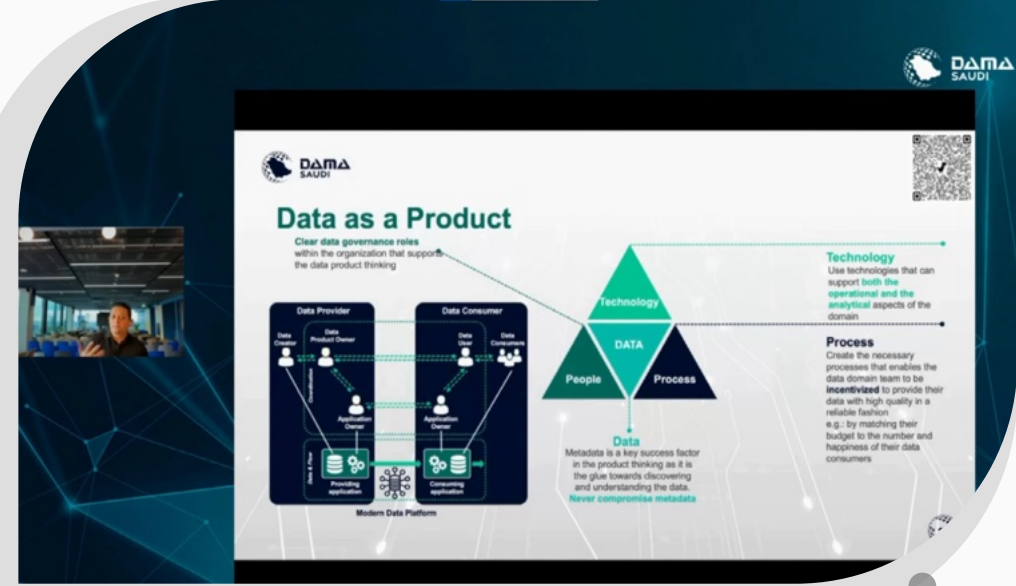 DAMA
SAUDI
DAMA
SAUDI
Data as a Product
Clear data governance roles
within the organization that supports
the data product thinking
Data Provider
Data Consumer
Data
Creator
Data
Product Owner
Data
User
Data
Consumers
Coordination
Application
Owner
Application
Owner
Data & Flow
Providing
application
Consuming
application
Modern Data Platform
Technology
DATA
People
Process
Data
Metadata is a key success factor
in the product thinking as it is
the glue towards discovering
and understanding the data.
Never compromise metadata
Technology
Use technologies that can
support both the
operational and the
analytical aspects of the
domain
Process
Create the necessary
processes that enables the
data domain team to be
incentivized to provide their
data with high quality in a
reliable fashion
e.g.: by matching their
budget to the number and
happiness of their data
consumers